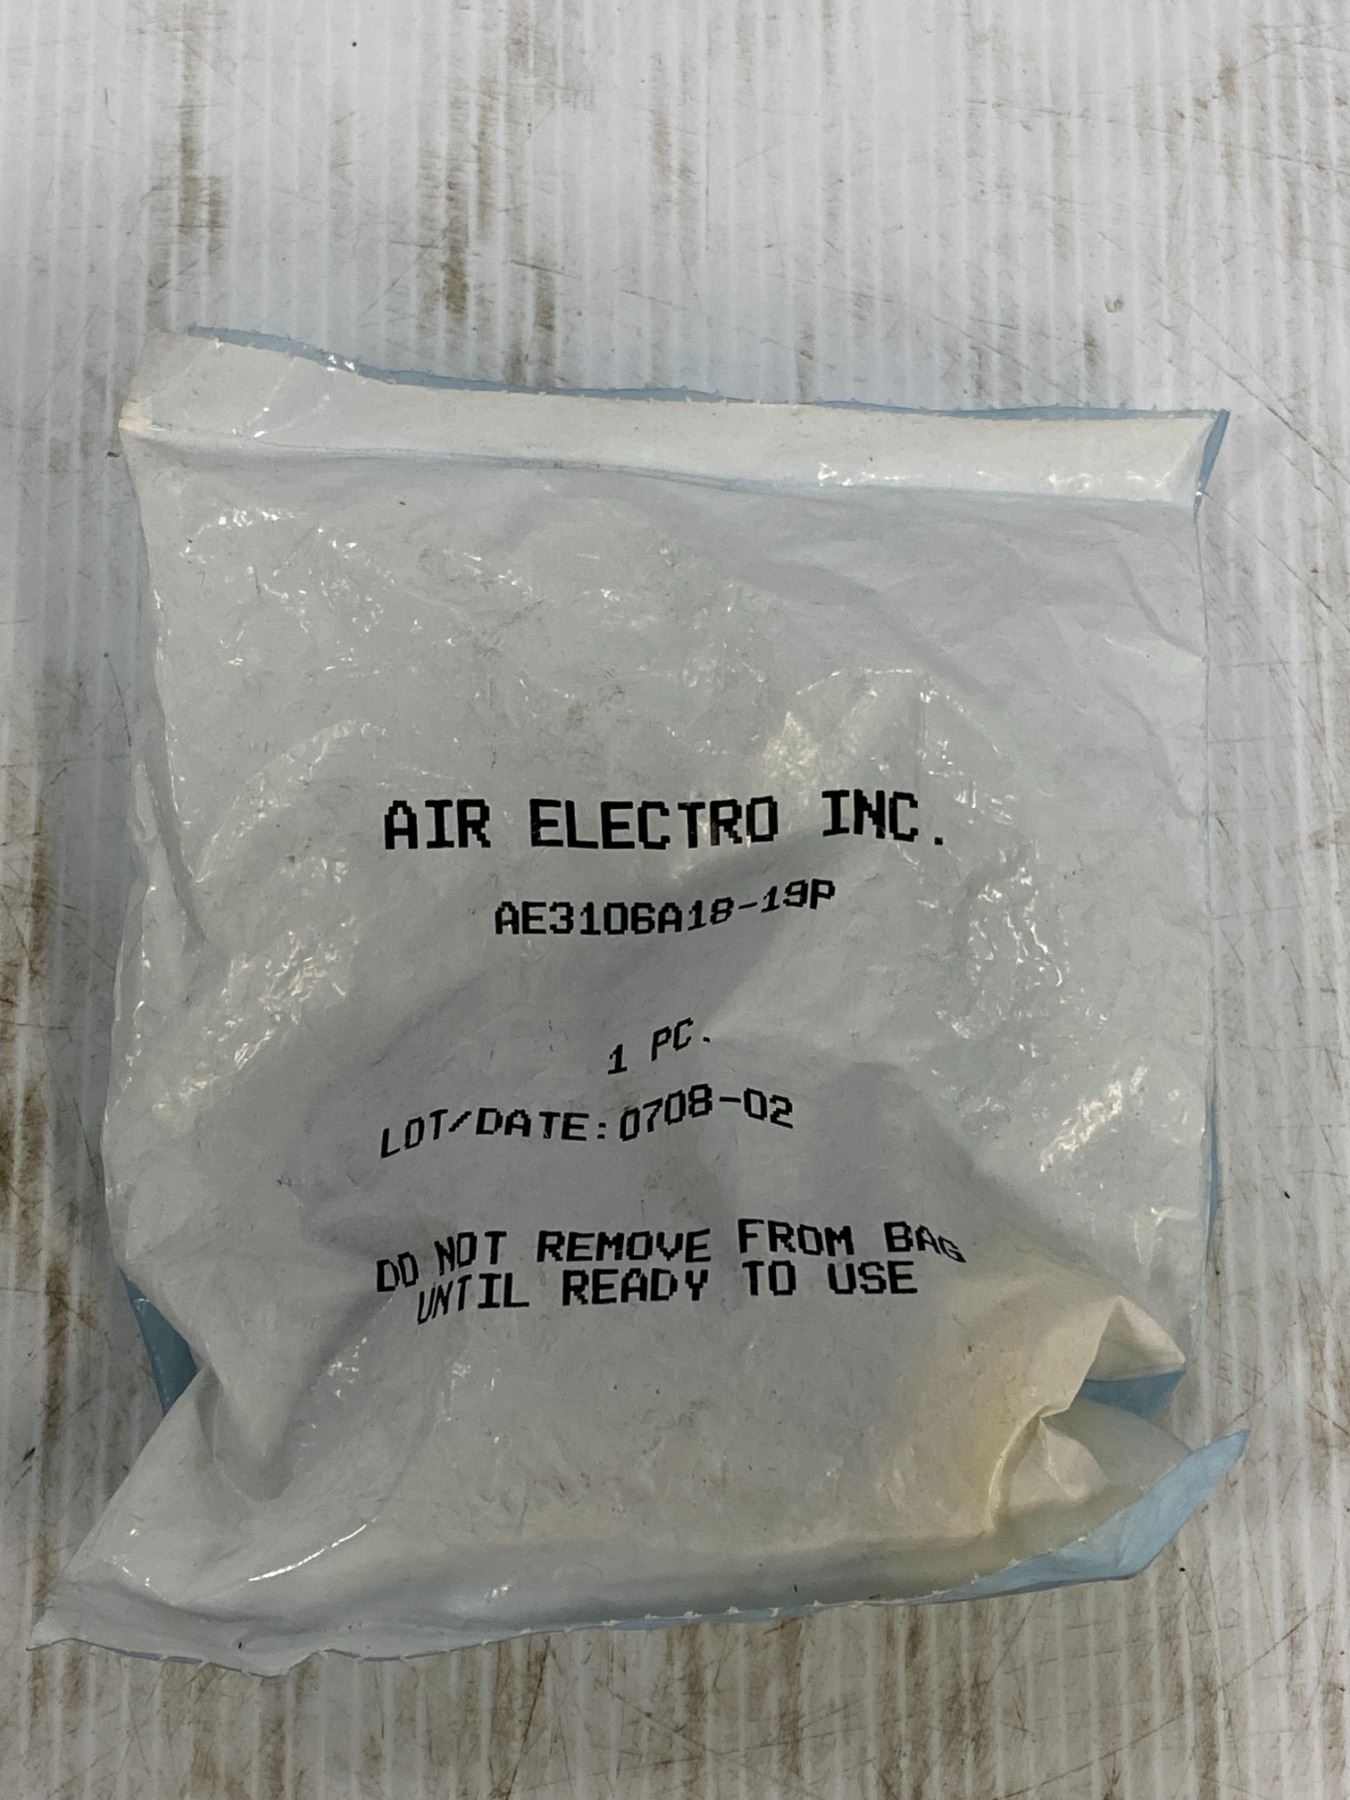 AIR ELECTRO INC.
AE3106A18-19P
1 PC.
LOT/DATE:0708-02
DO NOT REMOVE FROM BAG
UNTIL READY TO USE